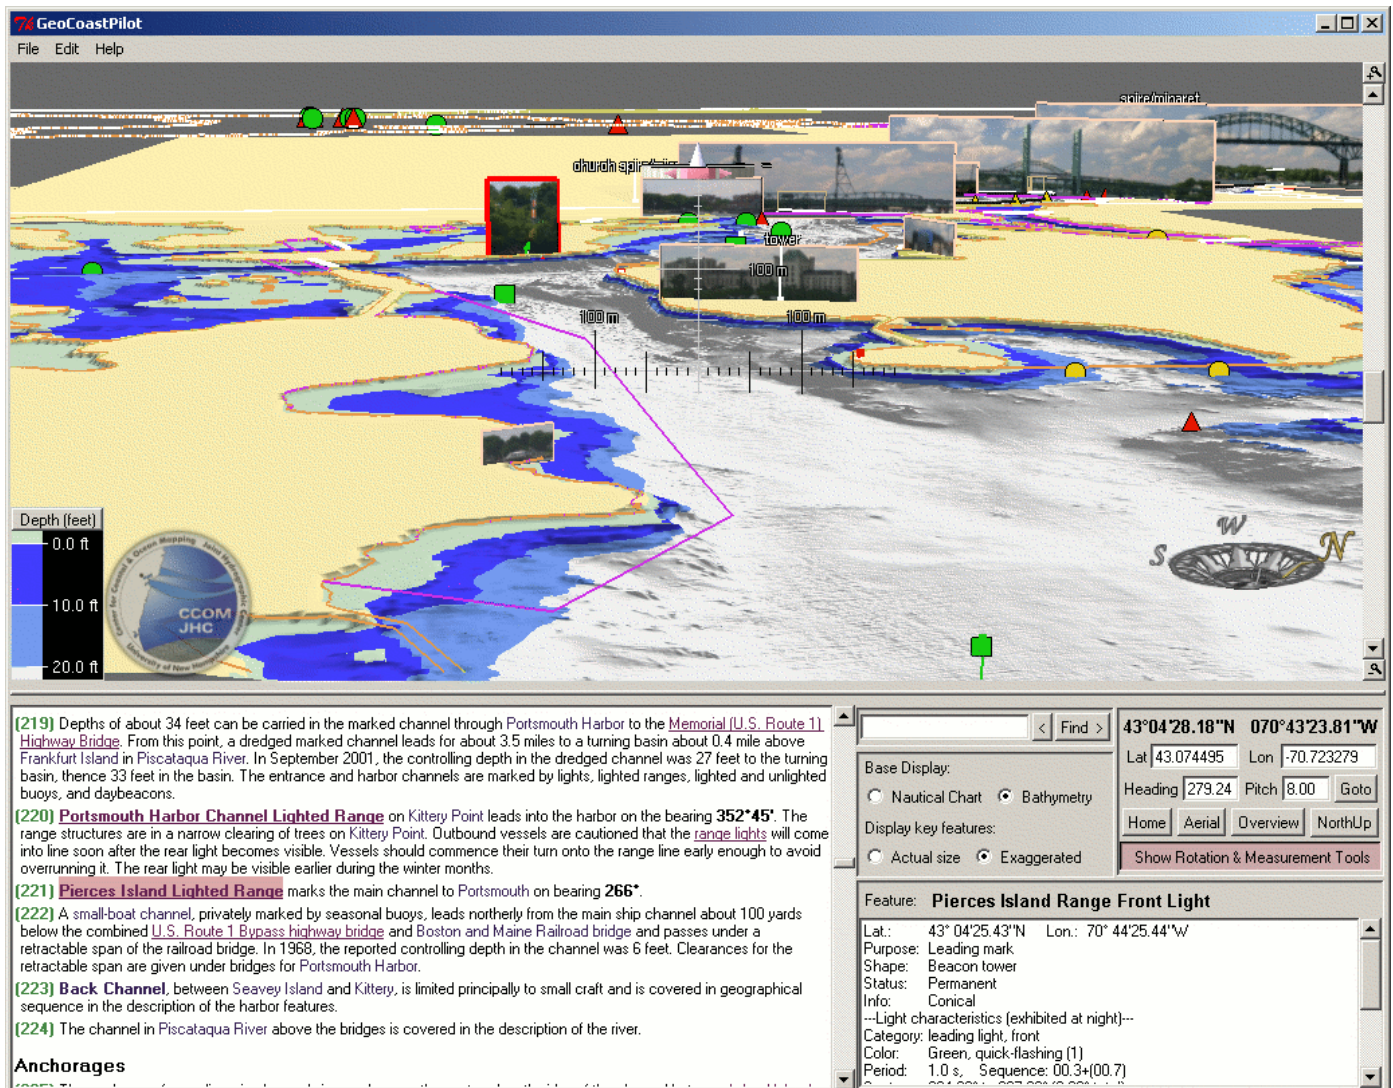 GeoCoastPilot
File Edit Help
spire/minaret
church spire
tower
100 m
100 m 100 m
W
S N
Depth (feet)
0.0 ft
10.0 ft
20.0 ft
Center for Coastal & Ocean Mapping Joint Hydrographic Center
CCOM
JHC
University of New Hampshire
(219) Depths of about 34 feet can be carried in the marked channel through Portsmouth Harbor to the Memorial (U.S. Route 1)
Highway Bridge. From this point, a dredged marked channel leads for about 3.5 miles to a turning basin about 0.4 mile above
Frankfurt Island in Piscataqua River. In September 2001, the controlling depth in the dredged channel was 27 feet to the turning
basin, thence 33 feet in the basin. The entrance and harbor channels are marked by lights, lighted ranges, lighted and unlighted
buoys, and daybeacons.
(220) Portsmouth Harbor Channel Lighted Range on Kittery Point leads into the harbor on the bearing 352°45'. The
range structures are in a narrow clearing of trees on Kittery Point. Outbound vessels are cautioned that the range lights will come
into line soon after the rear light becomes visible. Vessels should commence their turn onto the range line early enough to avoid
overrunning it. The rear light may be visible earlier during the winter months.
(221) Pierces Island Lighted Range marks the main channel to Portsmouth on bearing 266°.
(222) A small-boat channel, privately marked by seasonal buoys, leads northerly from the main ship channel about 100 yards
below the combined U.S. Route 1 Bypass highway bridge and Boston and Maine Railroad bridge and passes under a
retractable span of the railroad bridge. In 1968, the reported controlling depth in the channel was 6 feet. Clearances for the
retractable span are given under bridges for Portsmouth Harbor.
(223) Back Channel, between Seavey Island and Kittery, is limited principally to small craft and is covered in geographical
sequence in the description of the harbor features.
(224) The channel in Piscataqua River above the bridges is covered in the description of the river.
Anchorages
< Find >
Base Display:
Nautical Chart Bathymetry
Display key features:
Actual size Exaggerated
43°04'28.18"N 070°43'23.81"W
Lat 43.074495 Lon -70.723279
Heading 279.24 Pitch 8.00 Goto
Home Aerial Overview NorthUp
Show Rotation & Measurement Tools
Feature: Pierces Island Range Front Light
Lat.: 43° 04'25.43"N Lon.: 70° 44'25.44"W
Purpose: Leading mark
Shape: Beacon tower
Status: Permanent
Info: Conical
---Light characteristics (exhibited at night)---
Category: leading light, front
Color: Green, quick-flashing (1)
Period: 1.0 s, Sequence: 00.3+(00.7)